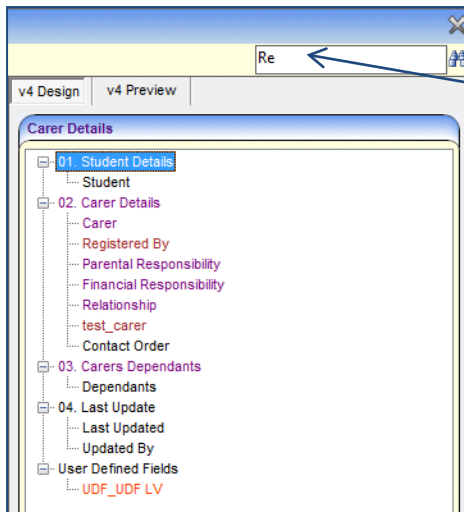 Re
v4 Design
v4 Preview
Carer Details
01. Student Details
Student
02. Carer Details
Carer
Registered By
Parental Responsibility
Financial Responsibility
Relationship
test_carer
Contact Order
03. Carers Dependants
Dependants
04. Last Update
Last Updated
Updated By
User Defined Fields
UDF_UDF LV